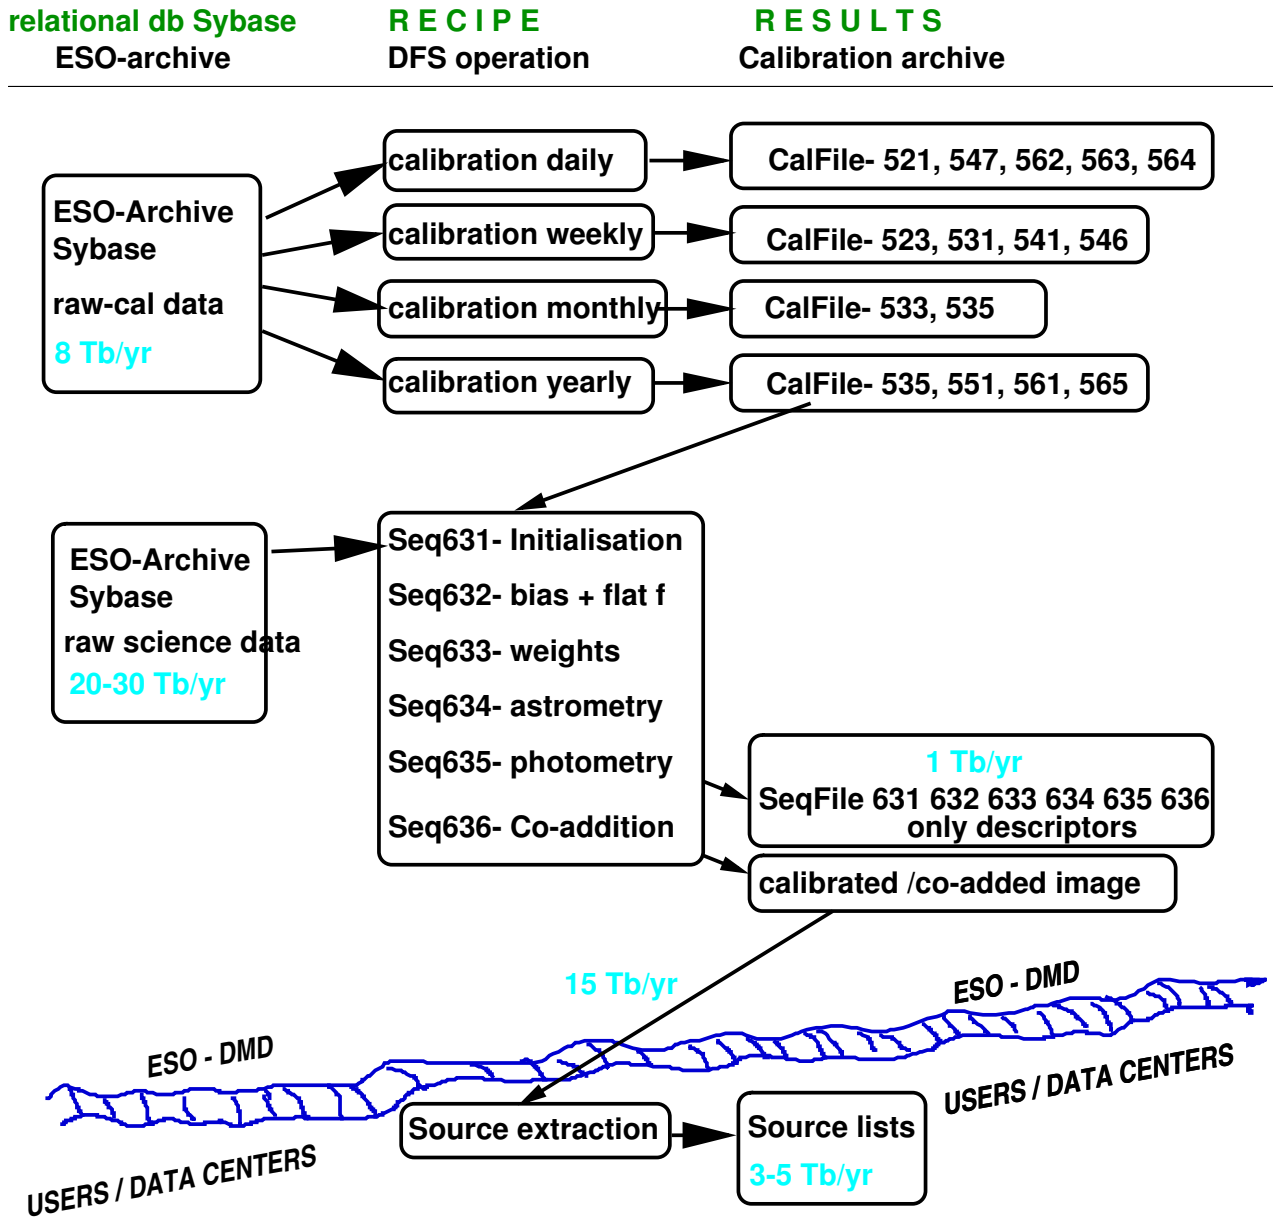 relational db Sybase
R E C I P E
R E S U L T S
ESO-archive
DFS operation
Calibration archive
ESO-Archive
Sybase
raw-cal data
8 Tb/yr
calibration daily
CalFile- 521, 547, 562, 563, 564
calibration weekly
CalFile- 523, 531, 541, 546
calibration monthly
CalFile- 533, 535
calibration yearly
CalFile- 535, 551, 561, 565
ESO-Archive
Sybase
raw science data
20-30 Tb/yr
Seq631- Initialisation
Seq632- bias + flat f
Seq633- weights
Seq634- astrometry
Seq635- photometry
Seq636- Co-addition
1 Tb/yr
SeqFile 631 632 633 634 635 636
only descriptors
calibrated /co-added image
15 Tb/yr
ESO - DMD
ESO - DMD
USERS / DATA CENTERS
Source extraction
Source lists
3-5 Tb/yr
USERS / DATA CENTERS